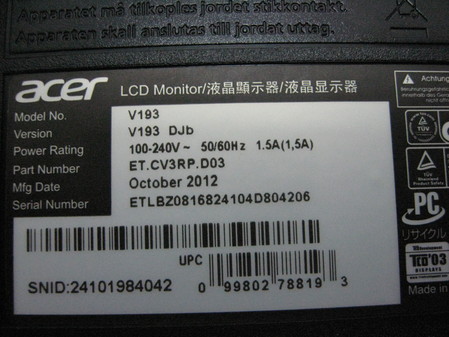 Apparatet må tilkoples jordet stikkontakt.
Apparaten skall anslutas till jordat uttag.
acer LCD Monitor/液晶顯示器/液晶显示器
Model No. V193
Version V193 DJb
Power Rating 100-240V~ 50/60Hz 1.5A(1,5A)
Part Number ET.CV3RP.D03
Mfg Date October 2012
Serial Number ETLBZ0816824104D804206
UPC
SNID:24101984042 0 99802 78819 3
Achtung
TÜV
TÜV
PC
リサイクル
TCO'03
DISPLAYS
Made in